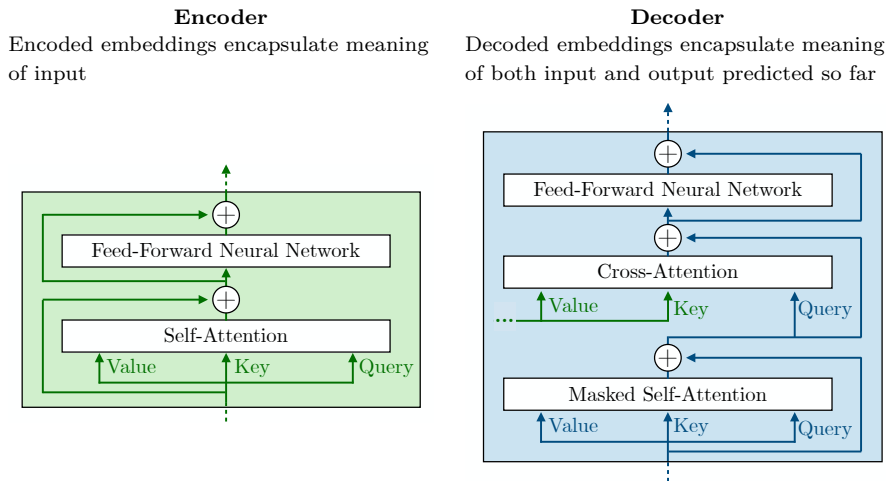 Encoder
Encoded embeddings encapsulate meaning
of input
Feed-Forward Neural Network
Self-Attention
Value Key Query
Decoder
Decoded embeddings encapsulate meaning
of both input and output predicted so far
Feed-Forward Neural Network
Cross-Attention
Value Key Query
...
Masked Self-Attention
Value Key Query